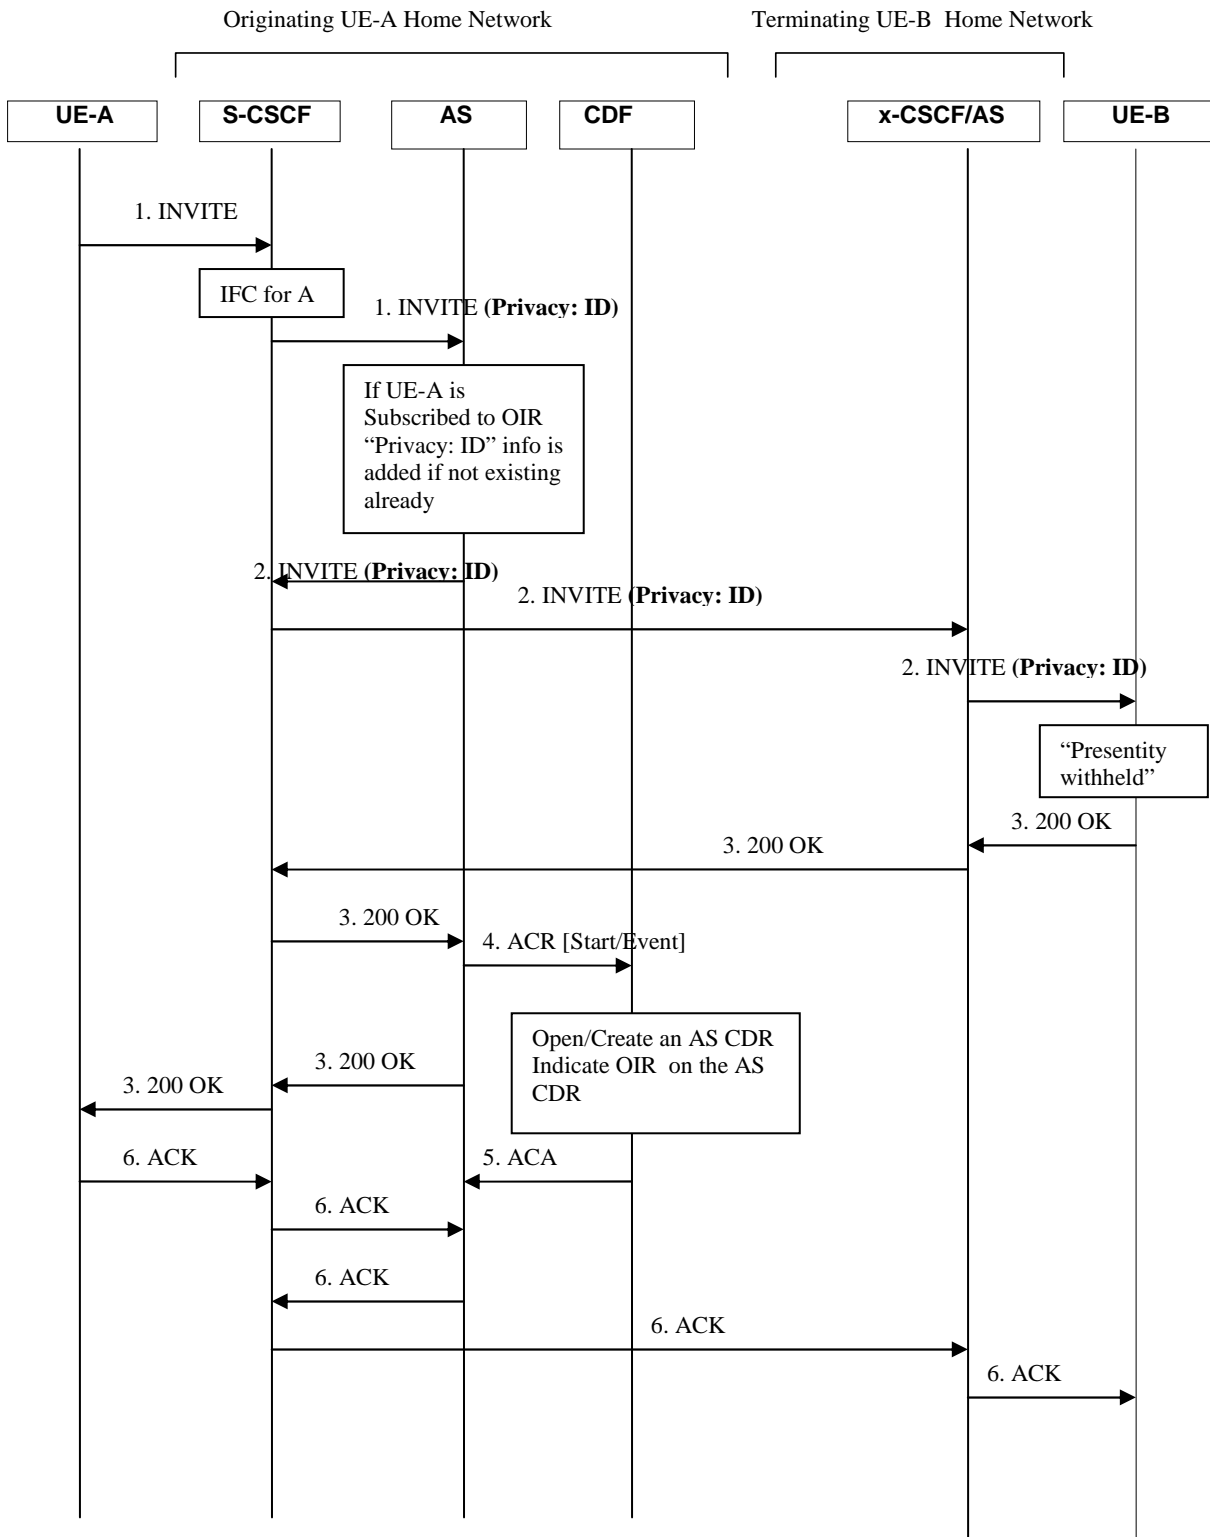 Originating UE-A Home Network
Terminating UE-B  Home Network
UE-A
S-CSCF
AS
CDF
x-CSCF/AS
UE-B
1. INVITE
IFC for A
1. INVITE (Privacy: ID)
If UE-A is
Subscribed to OIR
“Privacy: ID” info is
added if not existing
already
2. INVITE (Privacy: ID)
2. INVITE (Privacy: ID)
2. INVITE (Privacy: ID)
“Presentity
withheld”
3. 200 OK
3. 200 OK
3. 200 OK
4. ACR [Start/Event]
Open/Create an AS CDR
Indicate OIR  on the AS
CDR
3. 200 OK
3. 200 OK
6. ACK
5. ACA
6. ACK
6. ACK
6. ACK
6. ACK